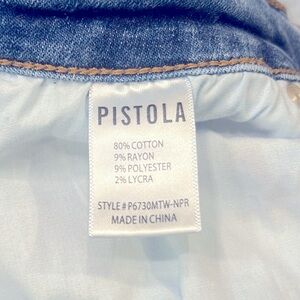 PISTOLA
80% COTTON
9% RAYON
9% POLYESTER
2% LYCRA
STYLE# P6730MTW-NPR
MADE IN CHINA